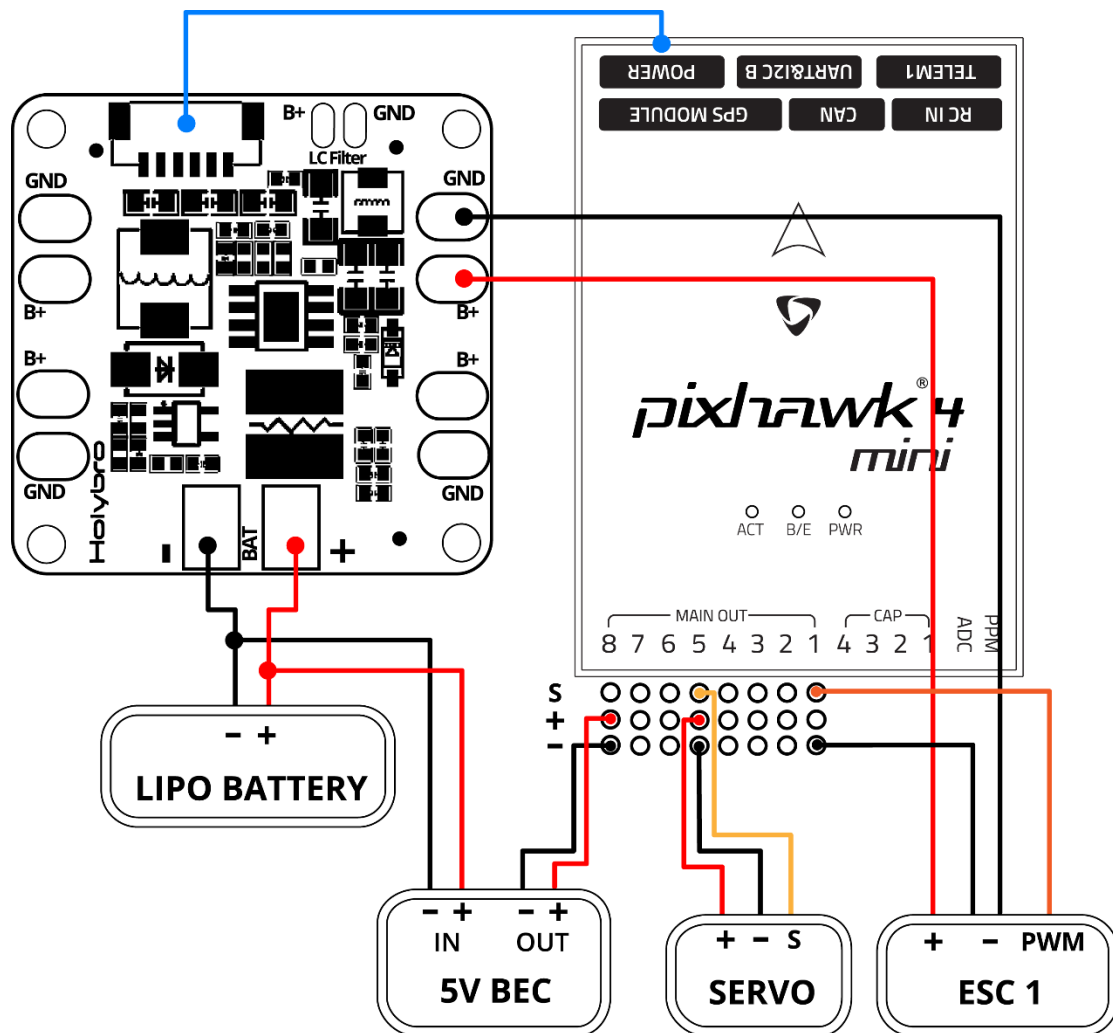 POWER
UART&I2C B
TELEM1
GPS MODULE
CAN
RC IN
B+
GND
LC Filter
GND
GND
B+
B+
B+
B+
GND
GND
Holybro
-
BAT
+
pixhawk® 4
mini
ACT B/E PWR
MAIN OUT
CAP
8 7 6 5 4 3 2 1
4 3 2 1
ADC
PPM
S
+
-
- +
LIPO BATTERY
- + - +
IN OUT
5V BEC
+ - S
SERVO
+ - PWM
ESC 1